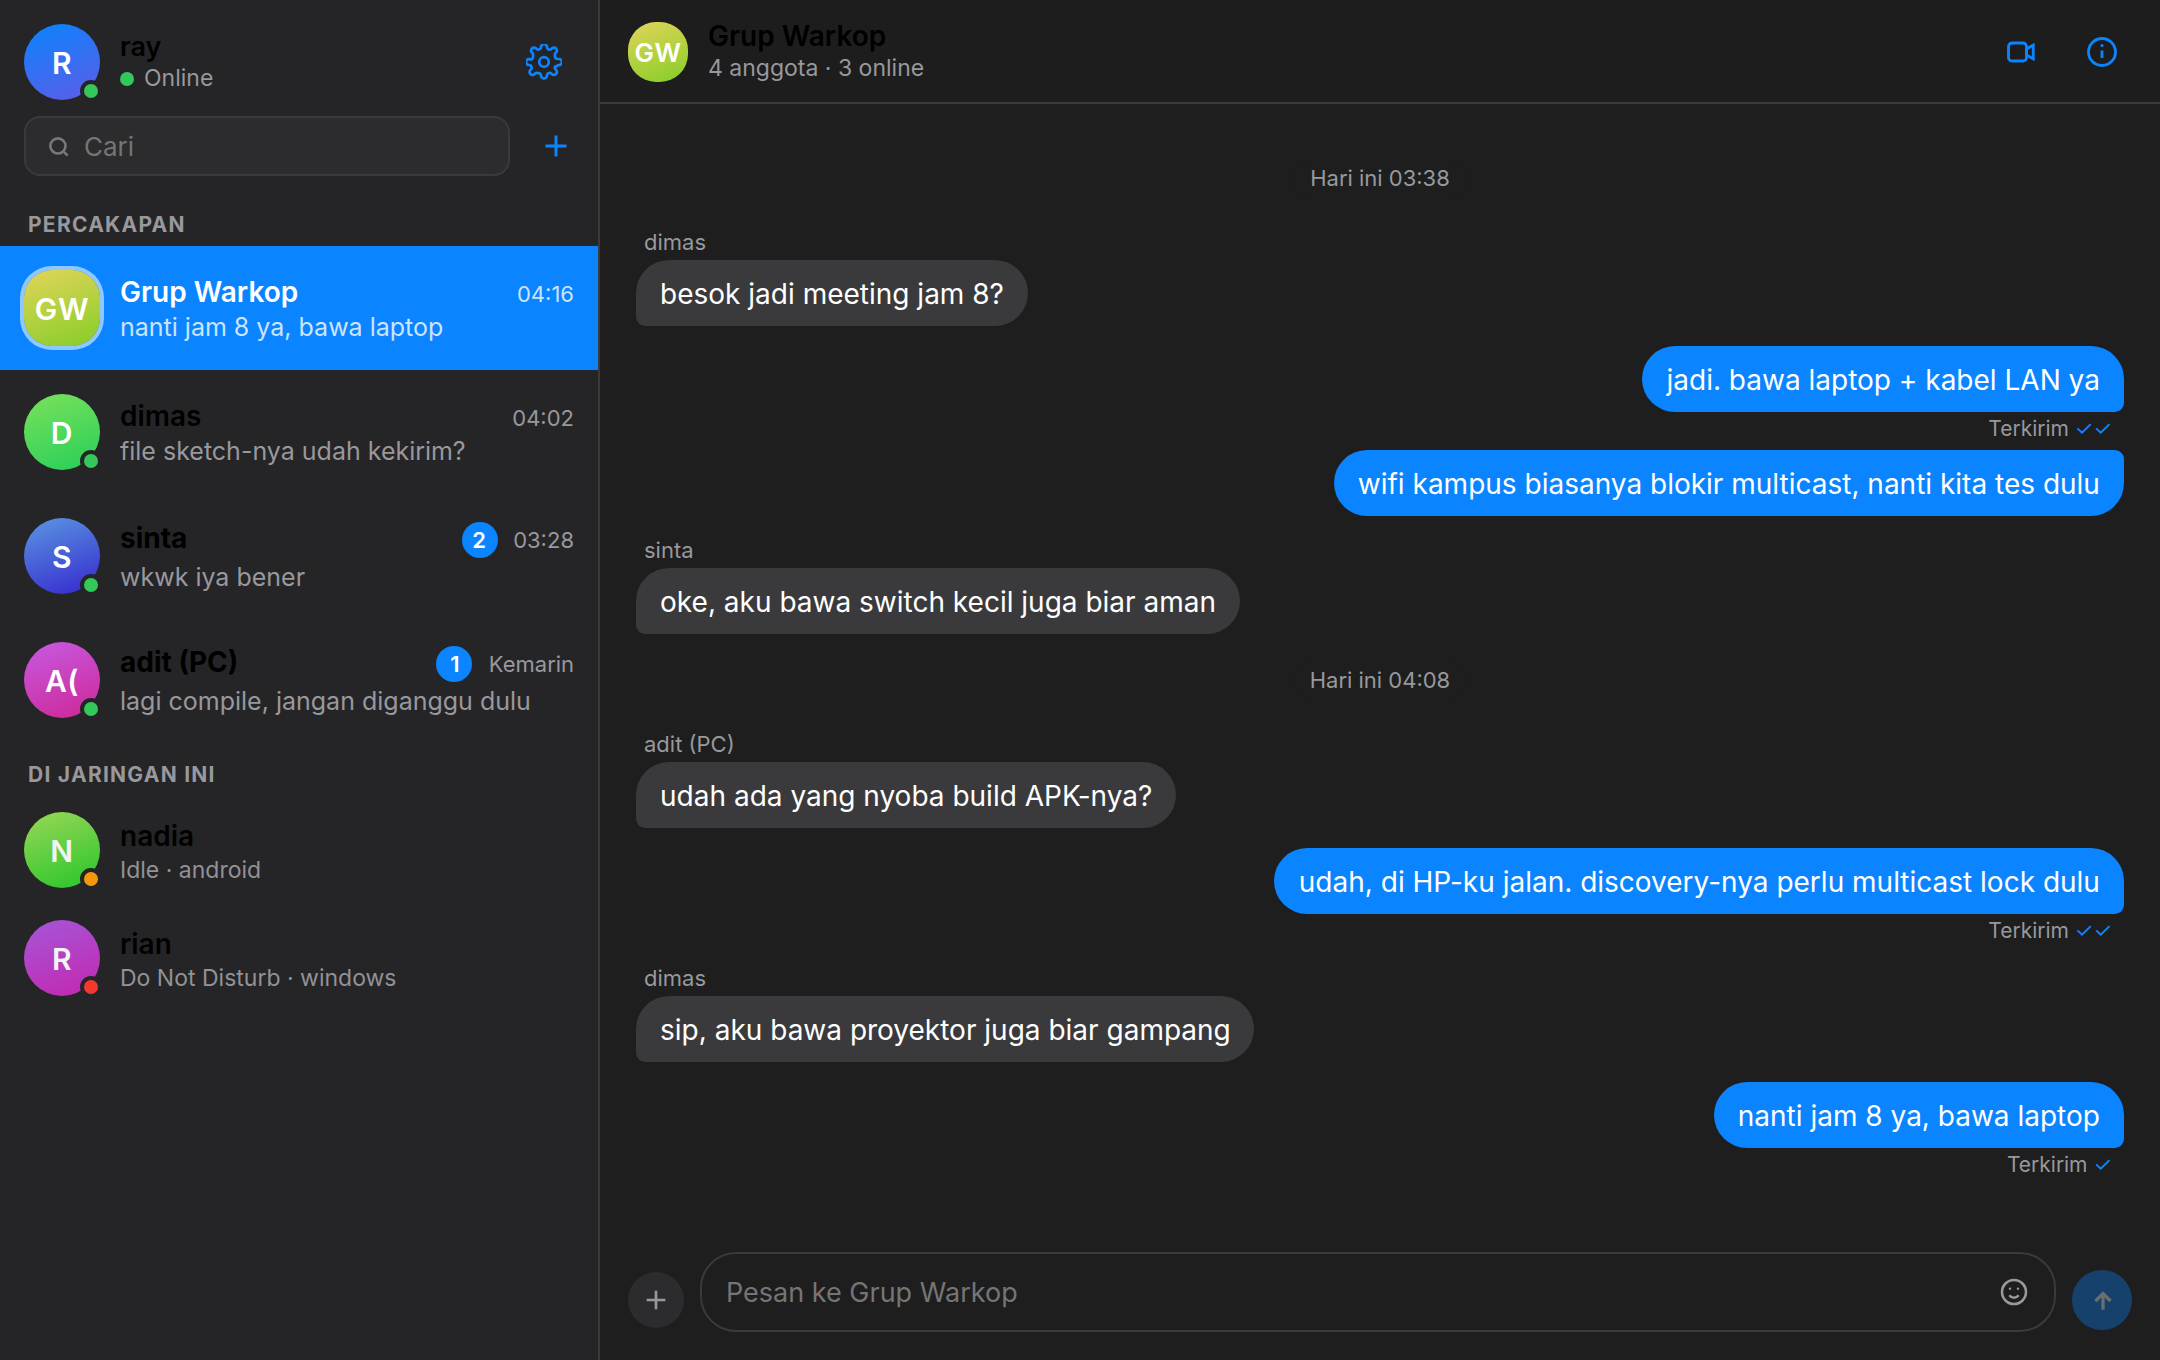 R
ray
Online
Cari
PERCAKAPAN
GW
Grup Warkop
04:16
nanti jam 8 ya, bawa laptop
D
dimas
04:02
file sketch-nya udah kekirim?
S
sinta
2
03:28
wkwk iya bener
A(
adit (PC)
1
Kemarin
lagi compile, jangan diganggu dulu
DI JARINGAN INI
N
nadia
Idle · android
R
rian
Do Not Disturb · windows
GW
Grup Warkop
4 anggota · 3 online
Hari ini 03:38
dimas
besok jadi meeting jam 8?
jadi. bawa laptop + kabel LAN ya
Terkirim
wifi kampus biasanya blokir multicast, nanti kita tes dulu
sinta
oke, aku bawa switch kecil juga biar aman
Hari ini 04:08
adit (PC)
udah ada yang nyoba build APK-nya?
udah, di HP-ku jalan. discovery-nya perlu multicast lock dulu
Terkirim
dimas
sip, aku bawa proyektor juga biar gampang
nanti jam 8 ya, bawa laptop
Terkirim
Pesan ke Grup Warkop